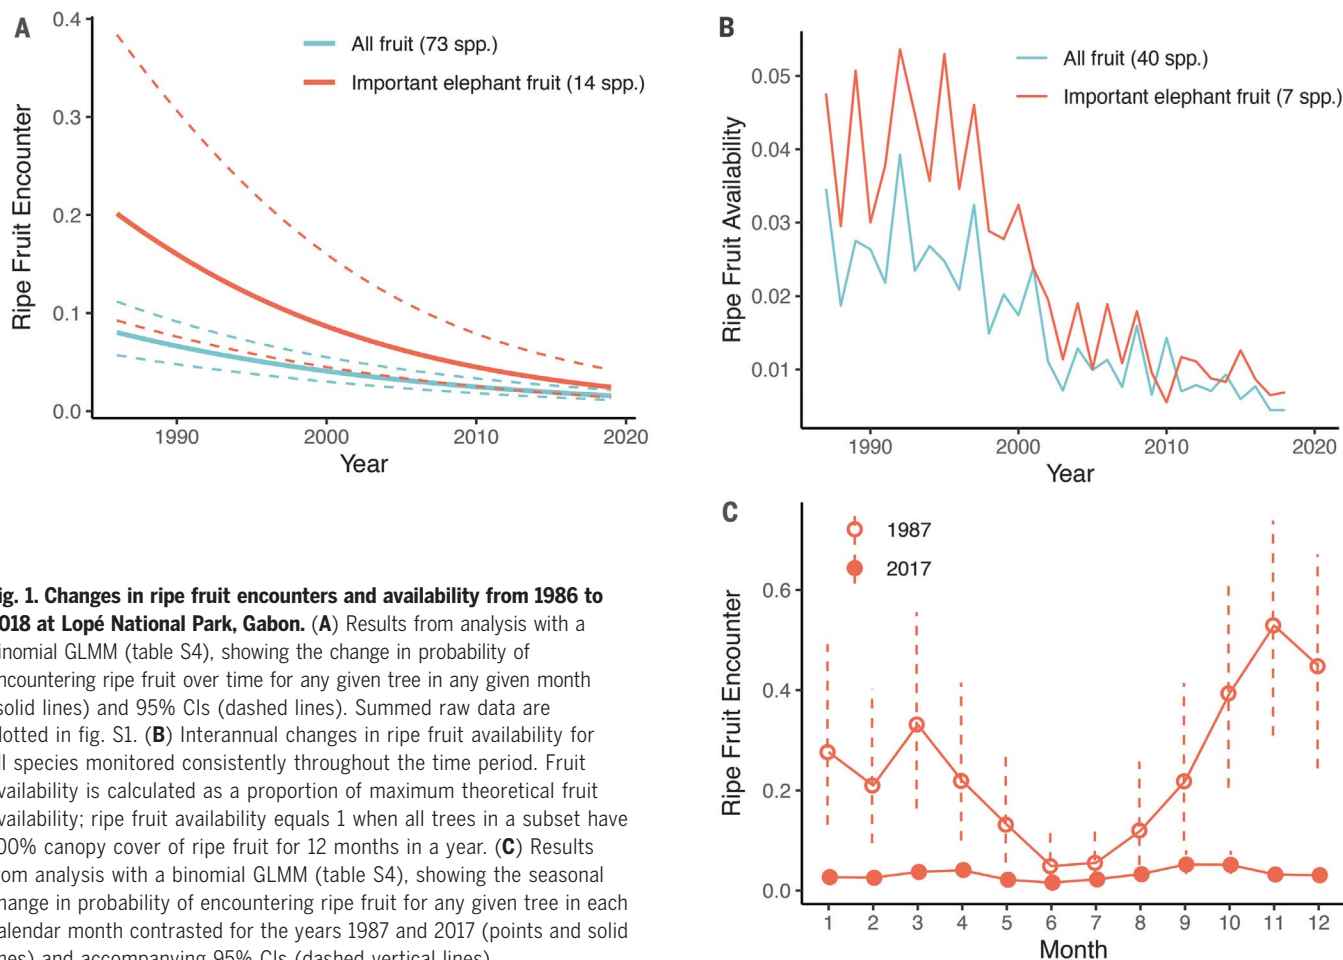 A
0.4
0.3
0.2
0.1
0.0
Ripe Fruit Encounter
All fruit (73 spp.)
Important elephant fruit (14 spp.)
1990
2000
2010
2020
Year
B
0.05
0.04
0.03
0.02
0.01
Ripe Fruit Availability
All fruit (40 spp.)
Important elephant fruit (7 spp.)
1990
2000
2010
2020
Year
C
0.6
0.4
0.2
0.0
Ripe Fruit Encounter
1987
2017
1 2 3 4 5 6 7 8 9 10 11 12
Month
ig. 1. Changes in ripe fruit encounters and availability from 1986 to
018 at Lopé National Park, Gabon. (A) Results from analysis with a
inomial GLMM (table S4), showing the change in probability of
ncountering ripe fruit over time for any given tree in any given month
solid lines) and 95% CIs (dashed lines). Summed raw data are
lotted in fig. S1. (B) Interannual changes in ripe fruit availability for
ll species monitored consistently throughout the time period. Fruit
vailability is calculated as a proportion of maximum theoretical fruit
vailability; ripe fruit availability equals 1 when all trees in a subset have
00% canopy cover of ripe fruit for 12 months in a year. (C) Results
om analysis with a binomial GLMM (table S4), showing the seasonal
hange in probability of encountering ripe fruit for any given tree in each
alendar month contrasted for the years 1987 and 2017 (points and solid
nes) and accompanying 95% CIs (dashed vertical lines)